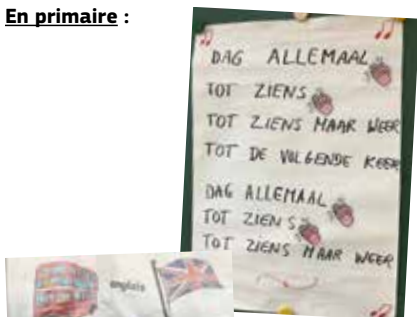 En primaire :
DAG ALLEMAAL
TOT ZIENS
TOT ZIENS MAAR WEER
TOT DE VOLGENDE KEER
DAG ALLEMAAL
TOT ZIENS
TOT ZIENS MAAR WEER
anglais